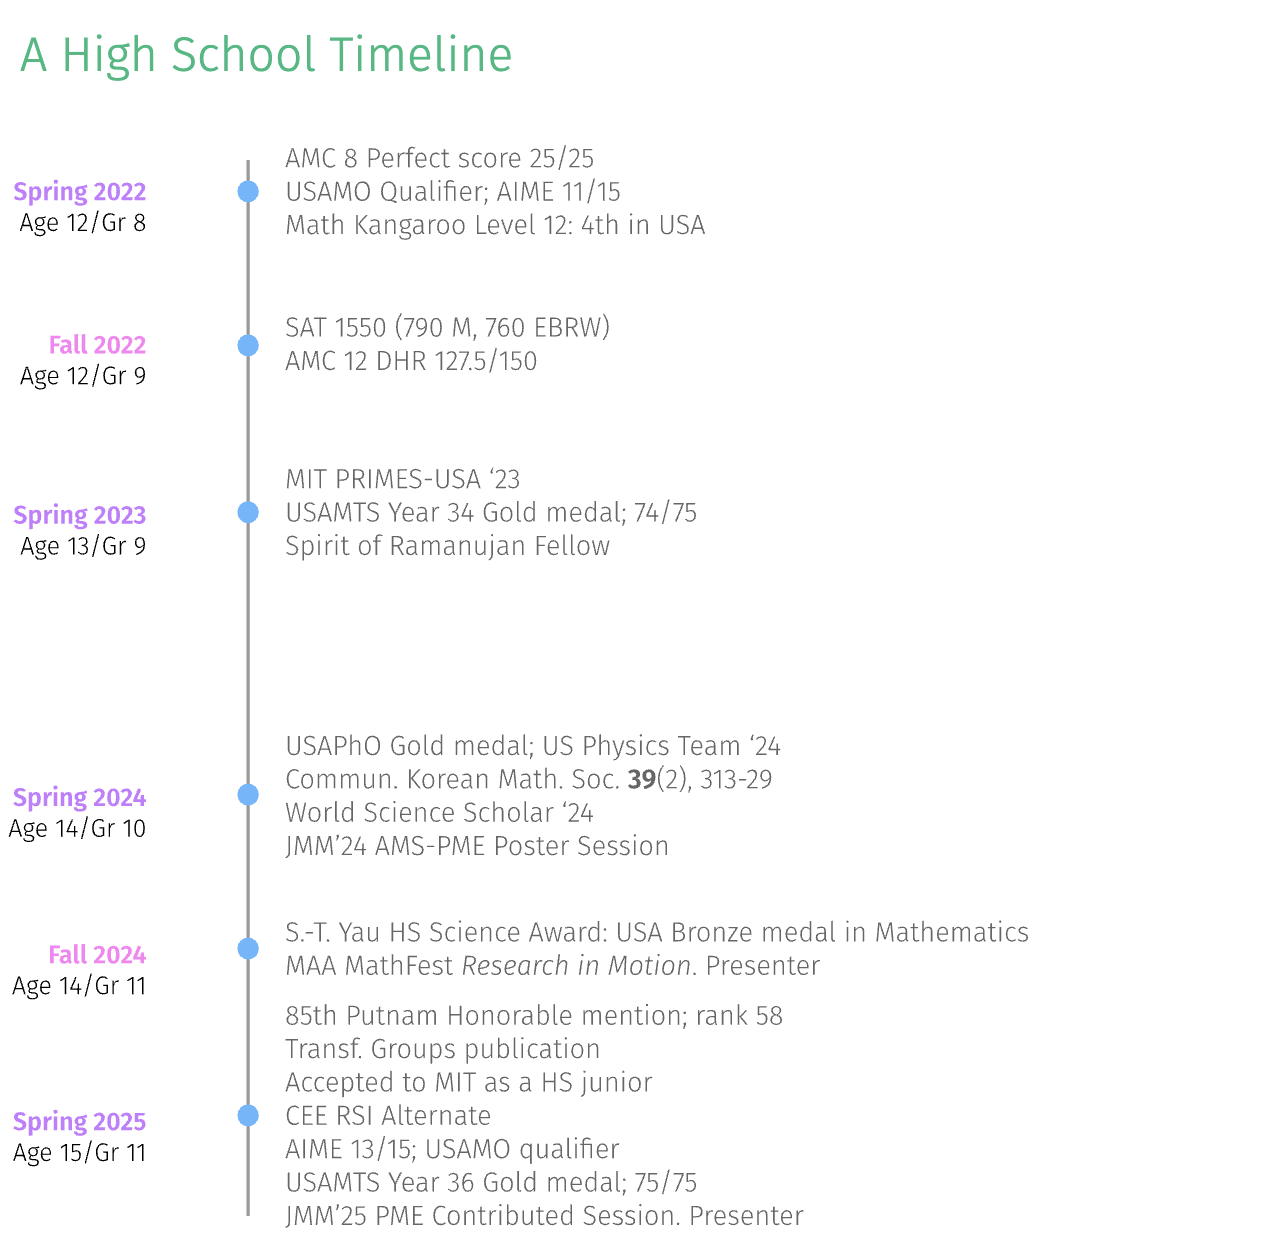 A High School Timeline
Spring 2022
Age 12/Gr 8
AMC 8 Perfect score 25/25
USAMO Qualifier; AIME 11/15
Math Kangaroo Level 12: 4th in USA
Fall 2022
Age 12/Gr 9
SAT 1550 (790 M, 760 EBRW)
AMC 12 DHR 127.5/150
Spring 2023
Age 13/Gr 9
MIT PRIMES-USA ‘23
USAMTS Year 34 Gold medal; 74/75
Spirit of Ramanujan Fellow
Spring 2024
Age 14/Gr 10
USAPhO Gold medal; US Physics Team ‘24
Commun. Korean Math. Soc. 39(2), 313-29
World Science Scholar ‘24
JMM’24 AMS-PME Poster Session
Fall 2024
Age 14/Gr 11
S.-T. Yau HS Science Award: USA Bronze medal in Mathematics
MAA MathFest Research in Motion. Presenter
Spring 2025
Age 15/Gr 11
85th Putnam Honorable mention; rank 58
Transf. Groups publication
Accepted to MIT as a HS junior
CEE RSI Alternate
AIME 13/15; USAMO qualifier
USAMTS Year 36 Gold medal; 75/75
JMM’25 PME Contributed Session. Presenter